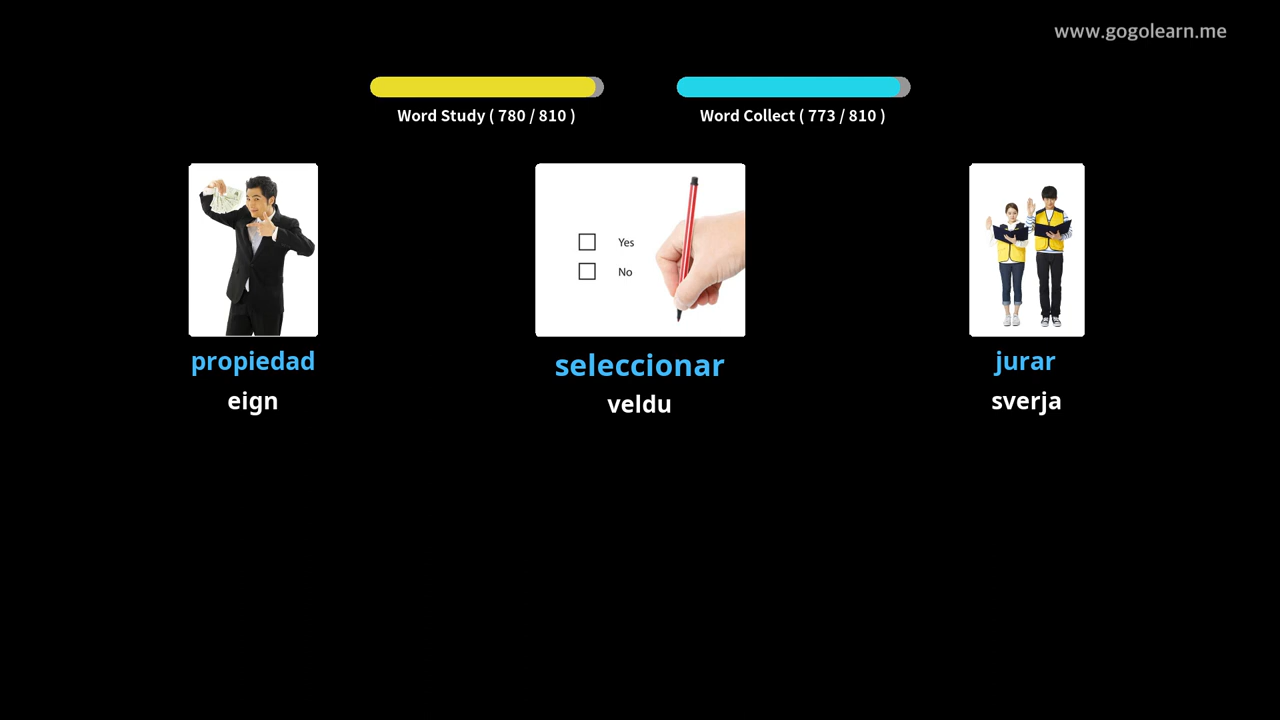 www.gogolearn.me
Word Study ( 780 / 810 )
Word Collect ( 773 / 810 )
Yes
No
propiedad
seleccionar
jurar
eign
veldu
sverja